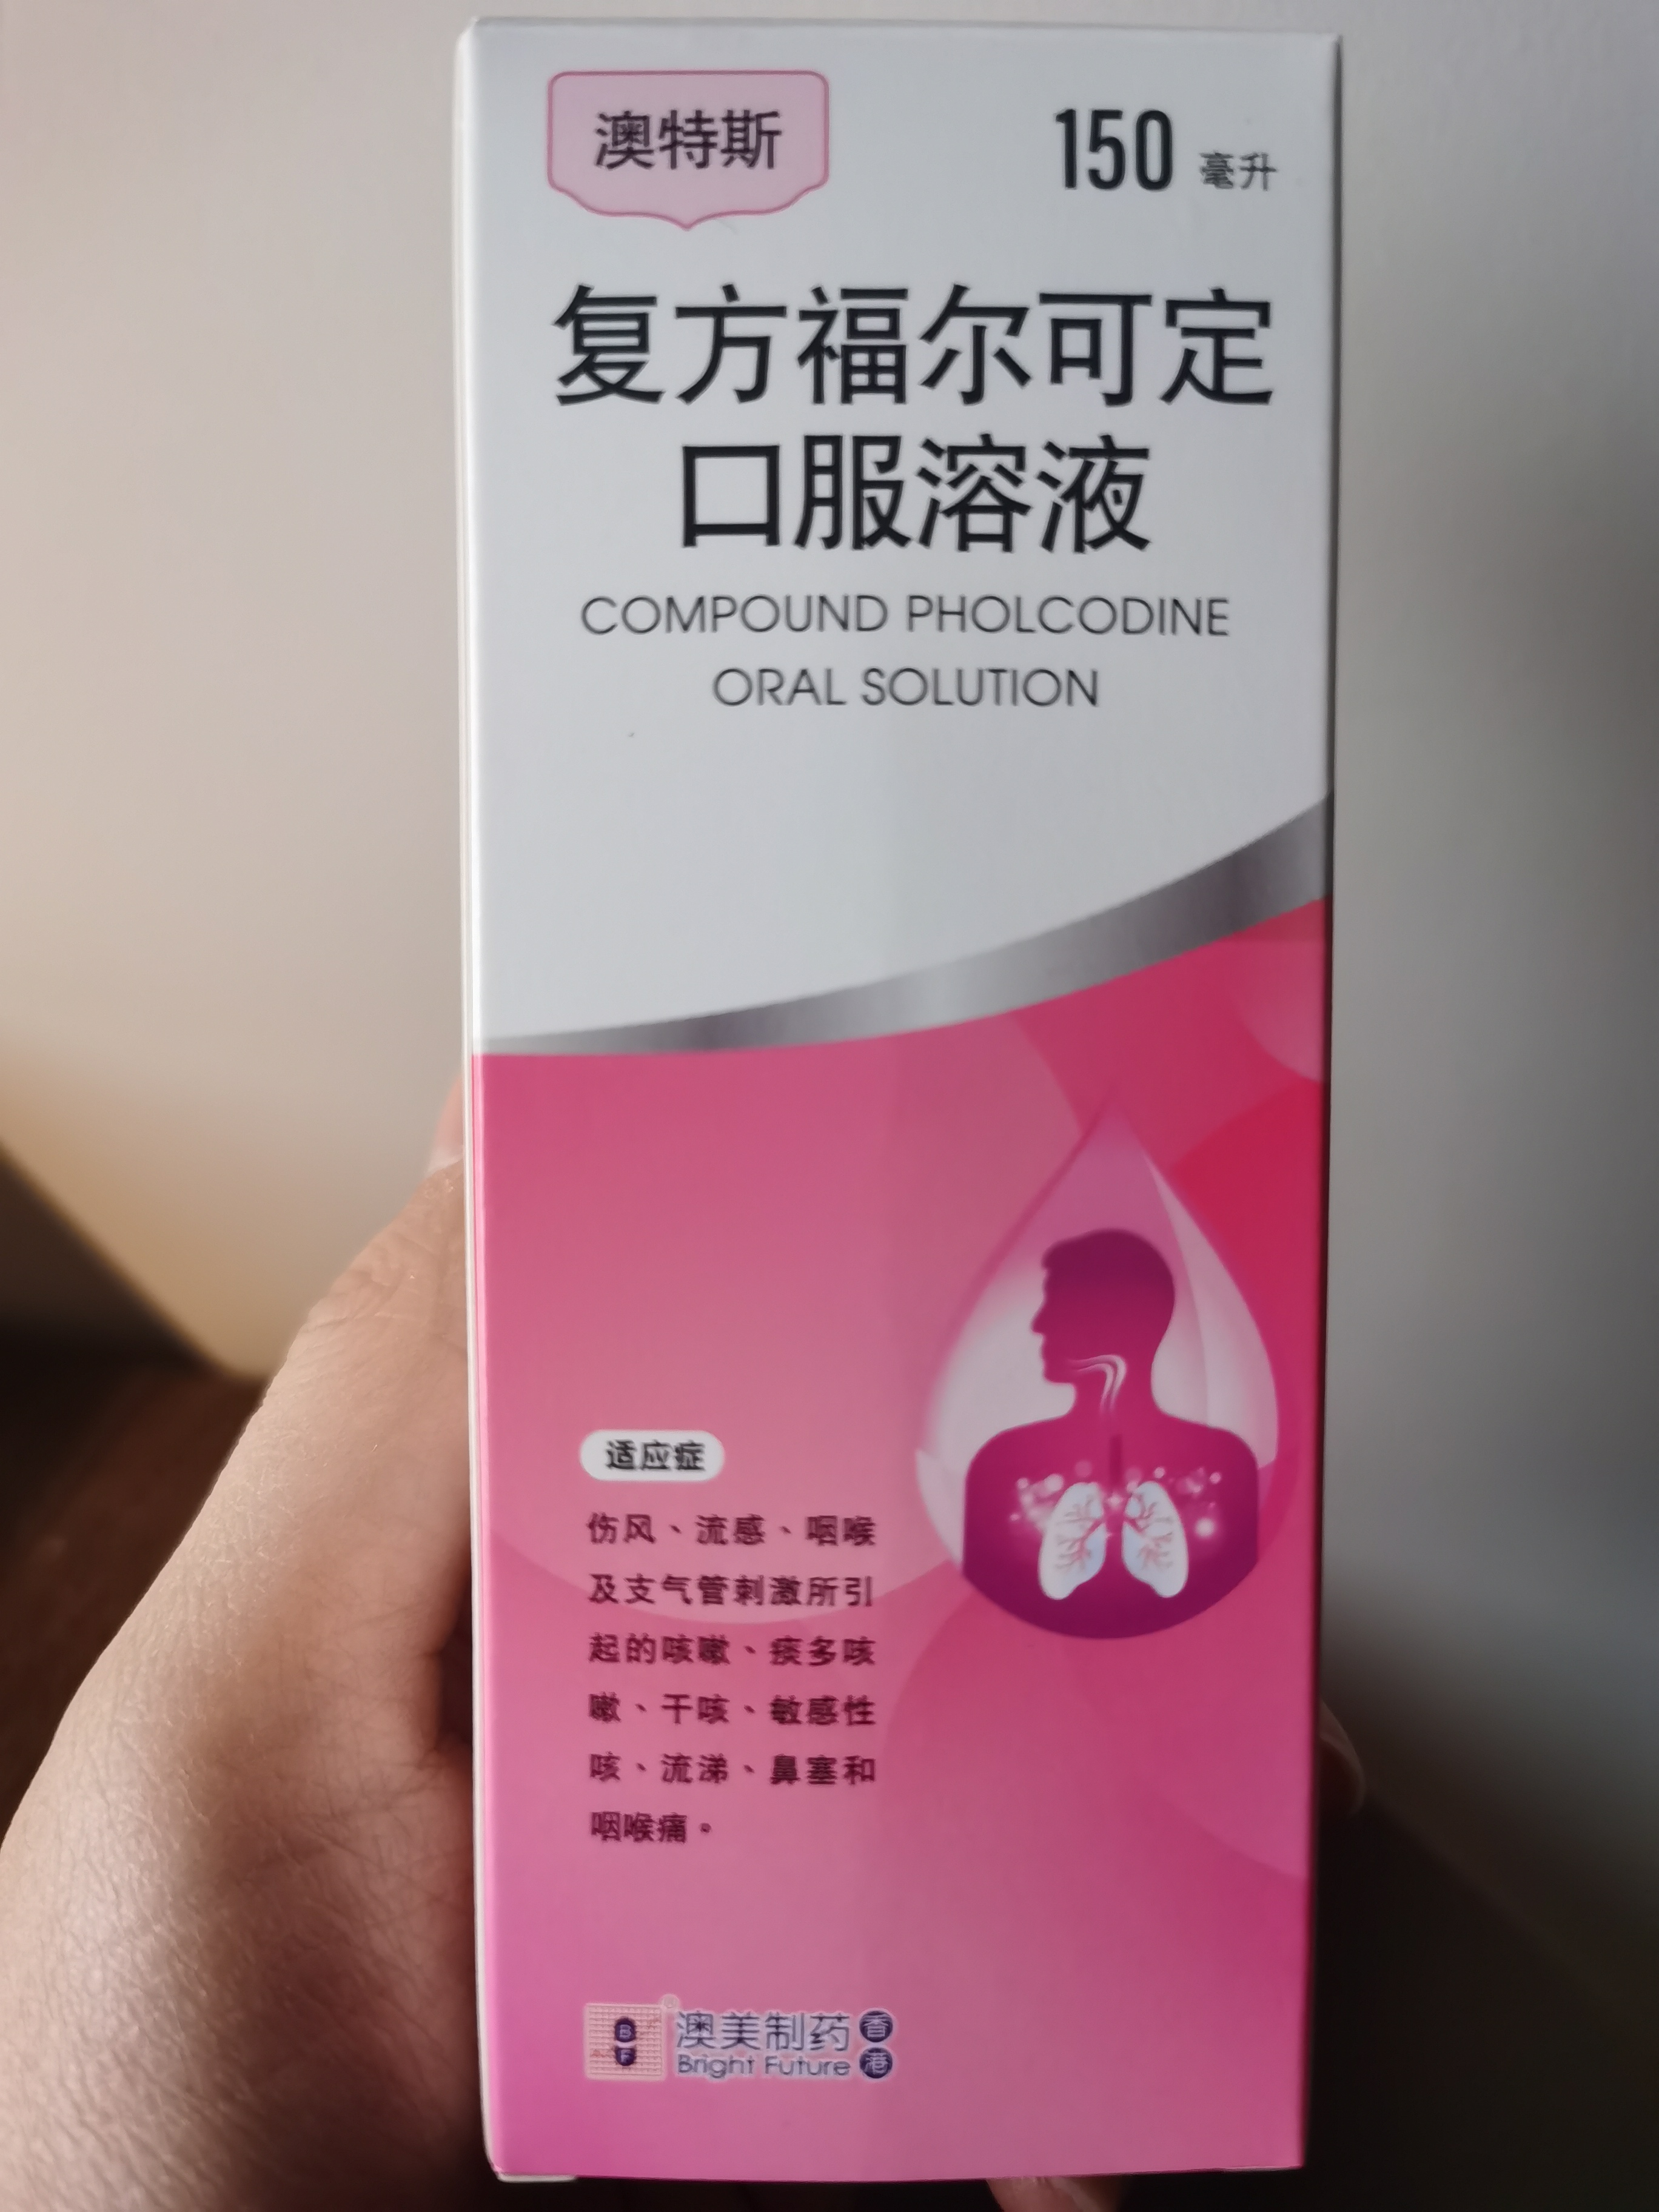 澳特斯
150 毫升
复方福尔可定
口服溶液
COMPOUND PHOLCODINE
ORAL SOLUTION
适应症
伤风、流感、咽喉
及支气管刺激所引
起的咳嗽、痰多咳
嗽、干咳、敏感性
咳、流涕、鼻塞和
咽喉痛。
B
F
澳美制药
香港
Bright Future